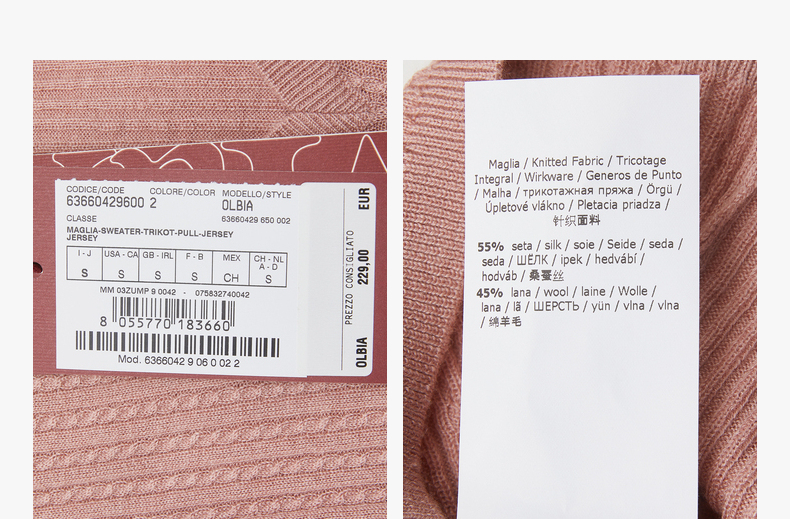 CODICE/CODE COLORE/COLOR MODELLO/STYLE
63660429600 2 OLBIA
CLASSE 63660429 650 002
MAGLIA-SWEATER-TRIKOT-PULL-JERSEY
JERSEY
I - J USA - CA GB - IRL F - B MEX CH - NL
A - D
S S S S CH S
MM 03ZUMP 9 0042 - 075832740042
8 055770 183660
Mod. 6366042 9 06 0 02 2
OLBIA PREZZO CONSIGLIATO 229,00 EUR
Maglia / Knitted Fabric / Tricotage
Integral / Wirkware / Generos de Punto
/ Malha / трикотажная пряжа / Örgü /
Úpletové vlákno / Pletacia priadza /
针织面料
55% seta / silk / soie / Seide / seda /
seda / ШЁЛК / ipek / hedvábí /
hodváb / 桑蚕丝
45% lana / wool / laine / Wolle /
lana / lã / ШЕРСТЬ / yün / vlna / vlna
/ 绵羊毛